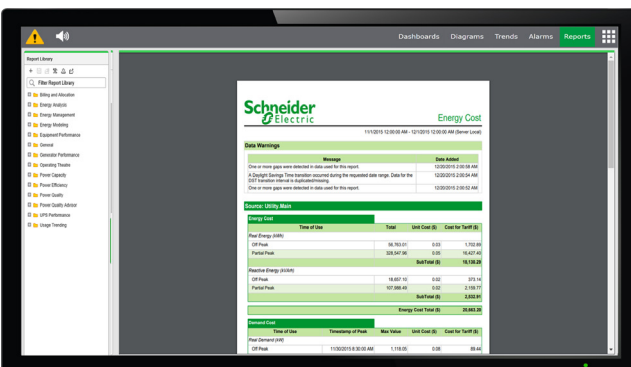 Dashboards Diagrams Trends Alarms Reports
Report Library
Filter Report Library
Billing and Allocation
Energy Analysis
Energy Management
Energy Modeling
Equipment Performance
General
Generator Performance
Operating Theatre
Power Capacity
Power Efficiency
Power Quality
Power Quality Advisor
UPS Performance
Usage Trending
Schneider
Electric
Energy Cost
11/1/2015 12:00:00 AM - 12/1/2015 12:00:00 AM (Server Local)
Data Warnings
Message Date Added
One or more gaps were detected in data used for this report. 12/20/2015 2:00:58 AM
A Daylight Savings Time transition occurred during the requested date range. Data for the 12/20/2015 2:00:54 AM
DST transition interval is duplicated/missing.
One or more gaps were detected in data used for this report. 12/20/2015 2:00:52 AM
Source: Utility.Main
Energy Cost
Time of Use Total Unit Cost ($) Cost for Tariff ($)
Real Energy (kWh)
Off Peak 56,763.01 0.03 1,702.89
Partial Peak 328,547.96 0.05 16,427.40
SubTotal ($) 18,130.29
Reactive Energy (kVARh)
Off Peak 18,657.10 0.02 373.14
Partial Peak 107,988.40 0.02 2,159.77
SubTotal ($) 2,532.91
Energy Cost Total ($) 20,663.20
Demand Cost
Time of Use Timestamp of Peak Max Value Unit Cost ($) Cost for Tariff ($)
Real Demand (kW)
Off Peak 11/30/2015 8:30:00 AM 1,118.05 0.08 89.44